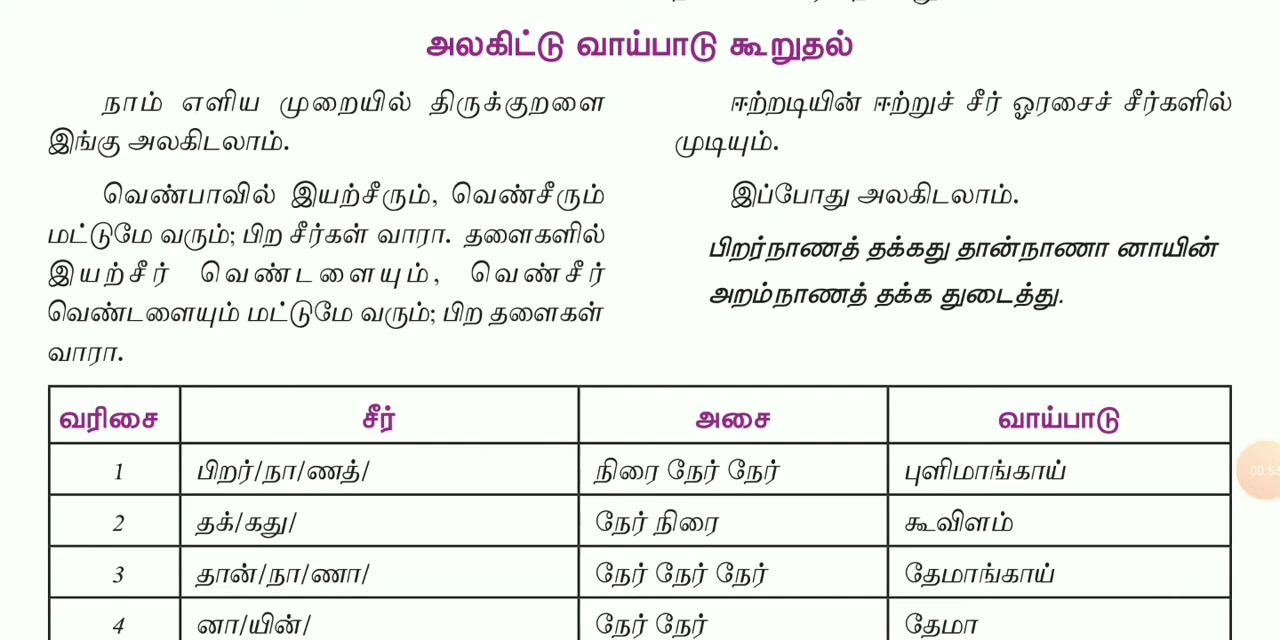 அலகிட்டு வாய்பாடு கூறுதல்
நாம் எளிய முறையில் திருக்குறளை
இங்கு அலகிடலாம்.
வெண்பாவில் இயற்சீரும், வெண்சீரும்
மட்டுமே வரும்; பிற சீர்கள் வாரா. தளைகளில்
இயற்சீர் வெண்டளையும், வெண்சீர்
வெண்டளையும் மட்டுமே வரும்; பிற தளைகள்
வாரா.
ஈற்றடியின் ஈற்றுச் சீர் ஓரசைச் சீர்களில்
முடியும்.
இப்போது அலகிடலாம்.
பிறர்நாணத் தக்கது தான்நாணா னாயின்
அறம்நாணத் தக்க துடைத்து.
வரிசை சீர் அசை வாய்பாடு
1 பிறர்/நா/ணத்/ நிரை நேர் நேர் புளிமாங்காய்
2 தக்/கது/ நேர் நிரை கூவிளம்
3 தான்/நா/ணா/ நேர் நேர் நேர் தேமாங்காய்
4 னா/யின்/ நேர் நேர் தேமா